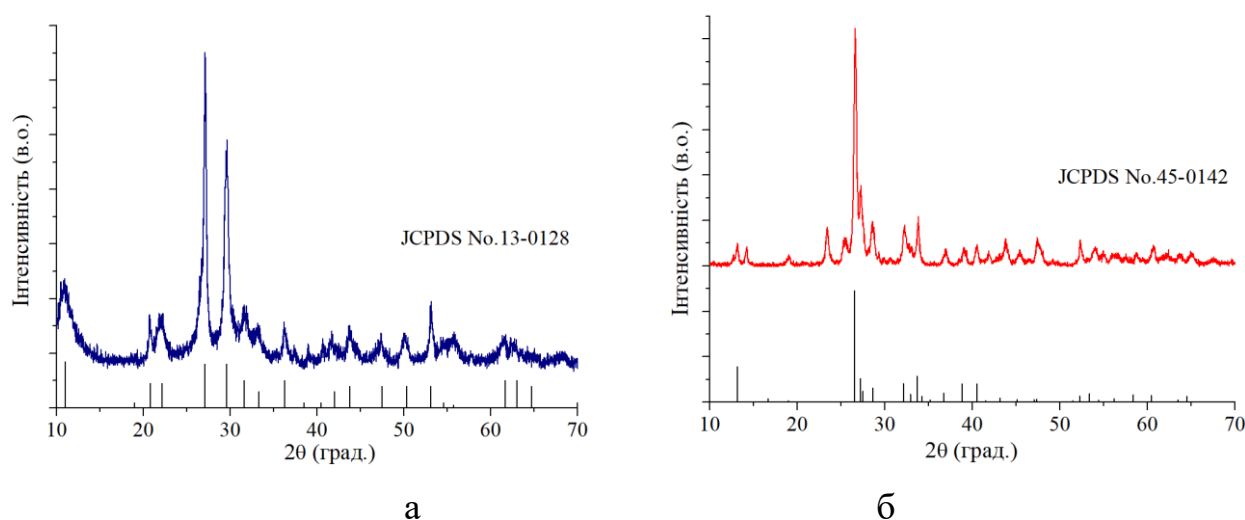 Інтенсивність (в.о.)
JCPDS No.13-0128
10 20 30 40 50 60 70
2θ (град.)
а
Інтенсивність (в.о.)
JCPDS No.45-0142
10 20 30 40 50 60 70
2θ (град.)
б